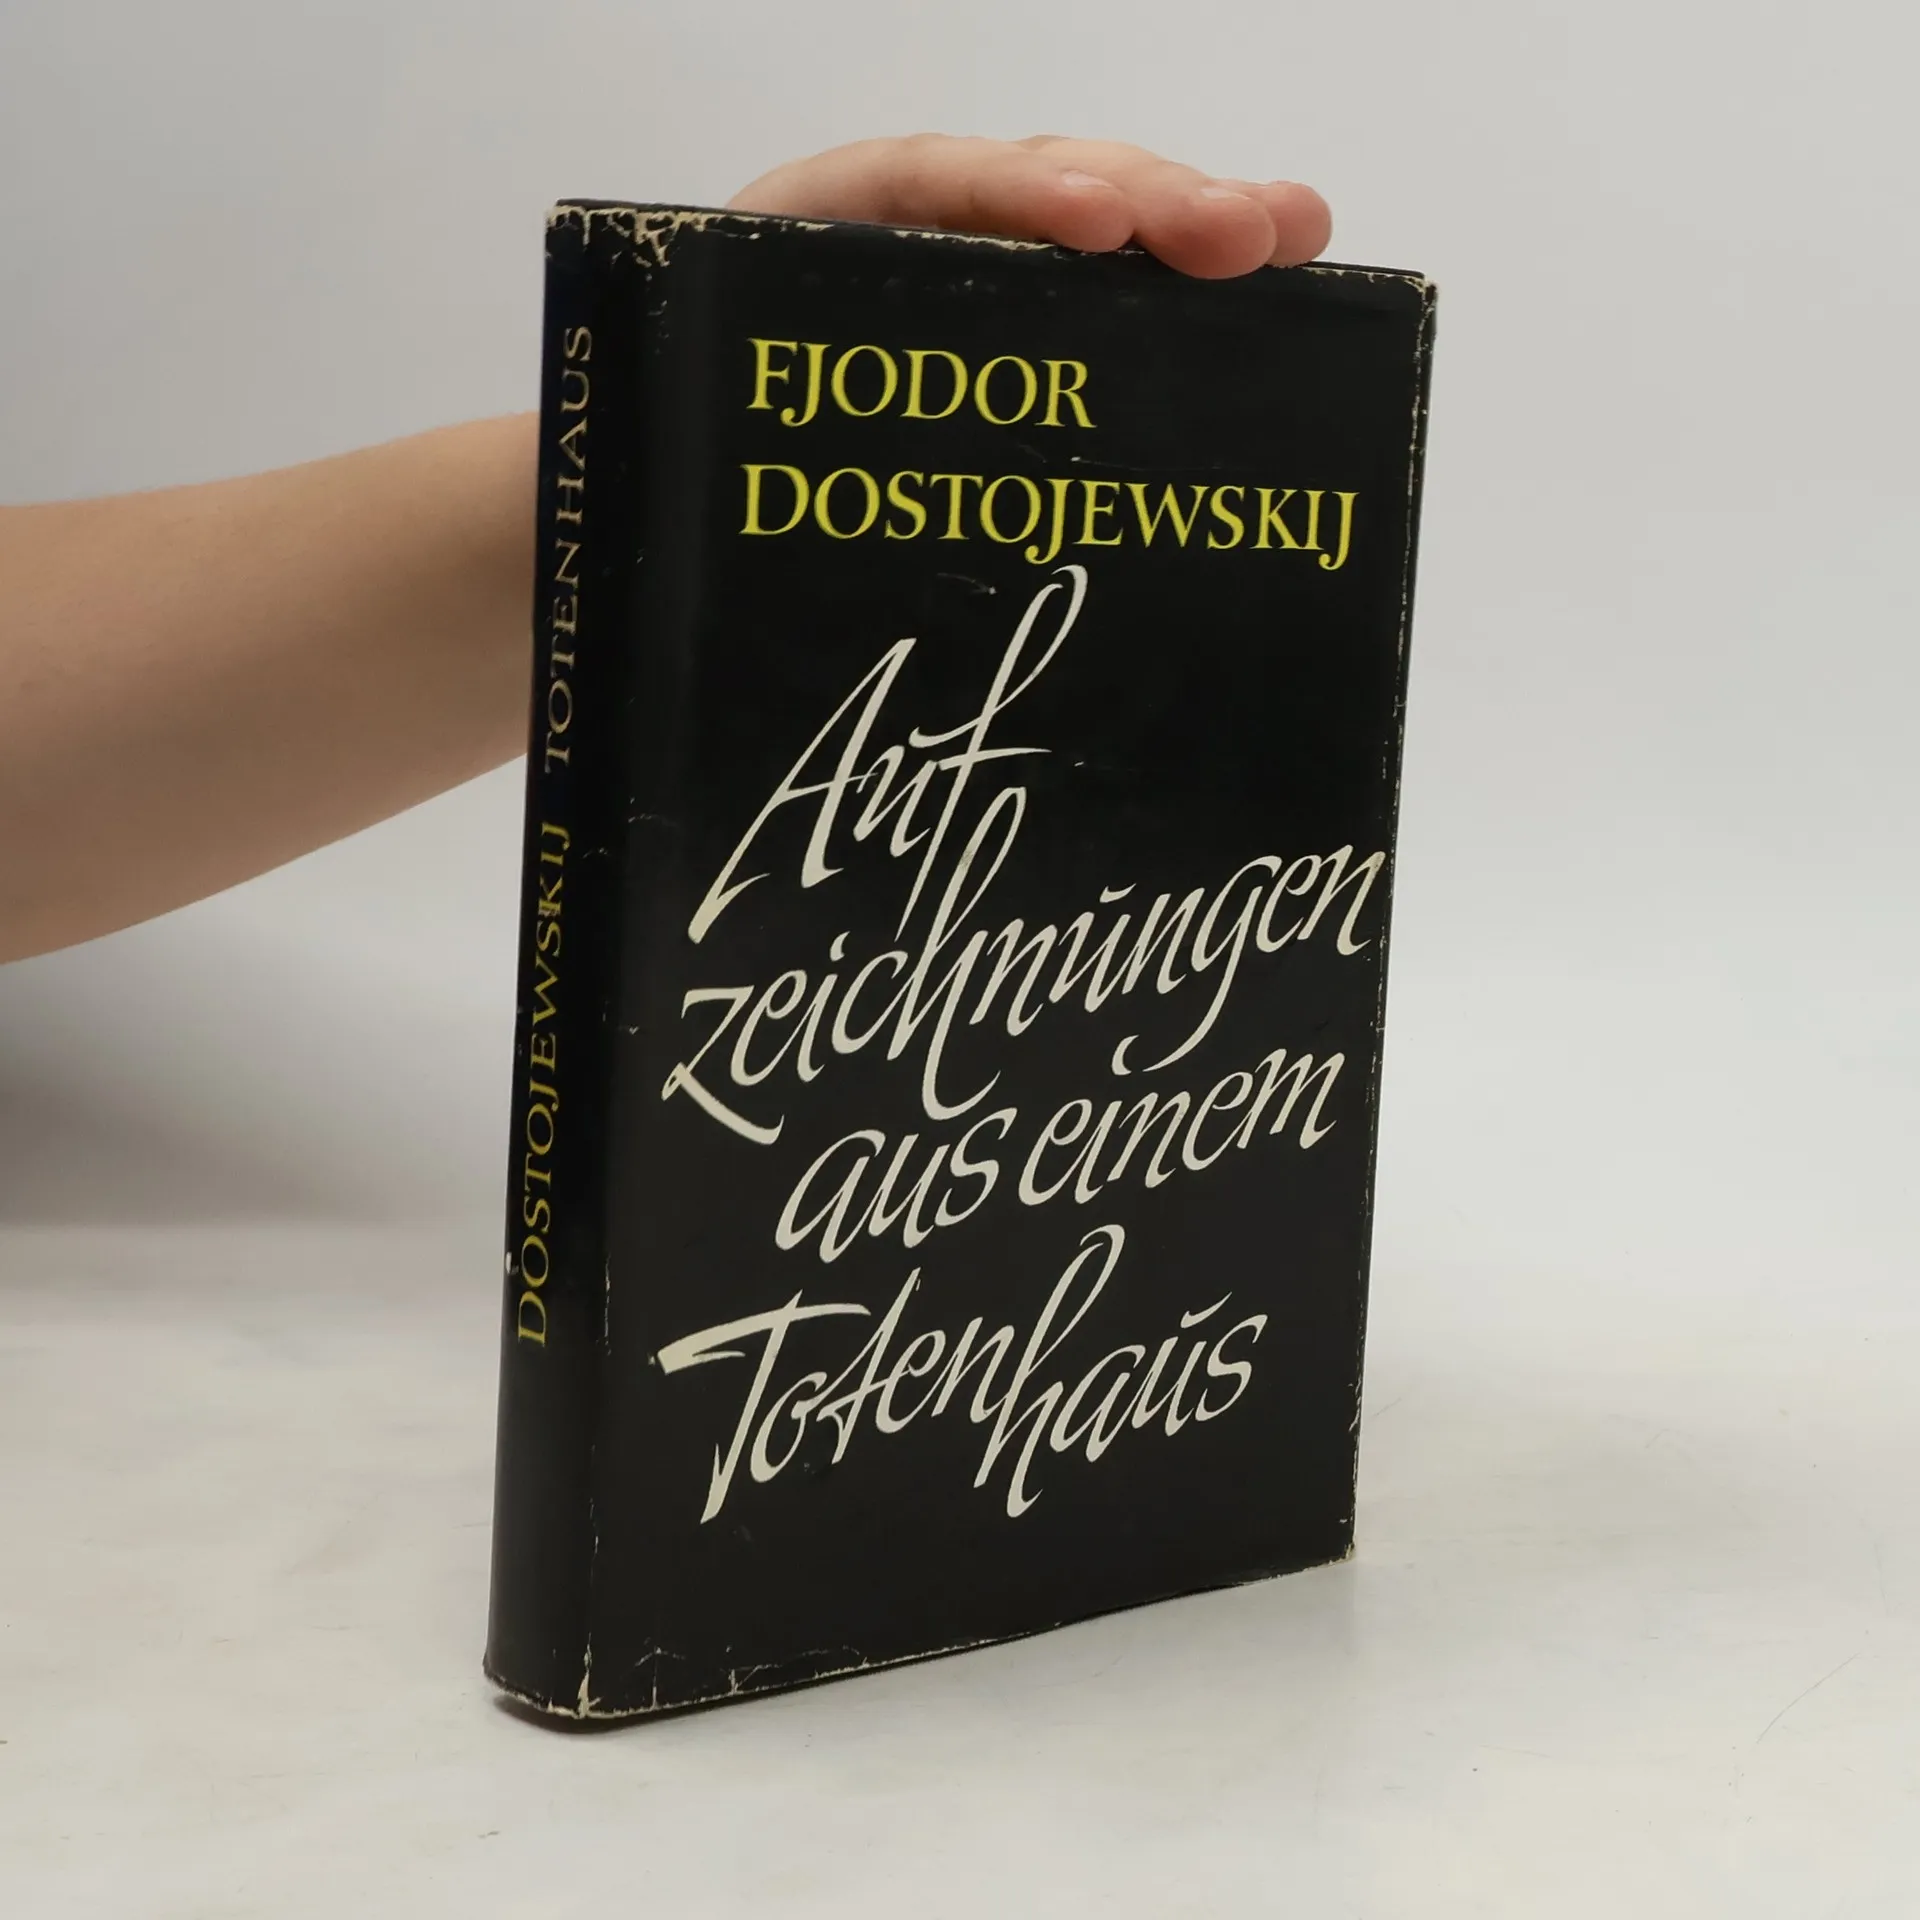 DOSTOJEWSKIJ TOTENHAUS
FJODOR
DOSTOJEWSKIJ
Auf
zeichnungen
aus einem
Totenhaus